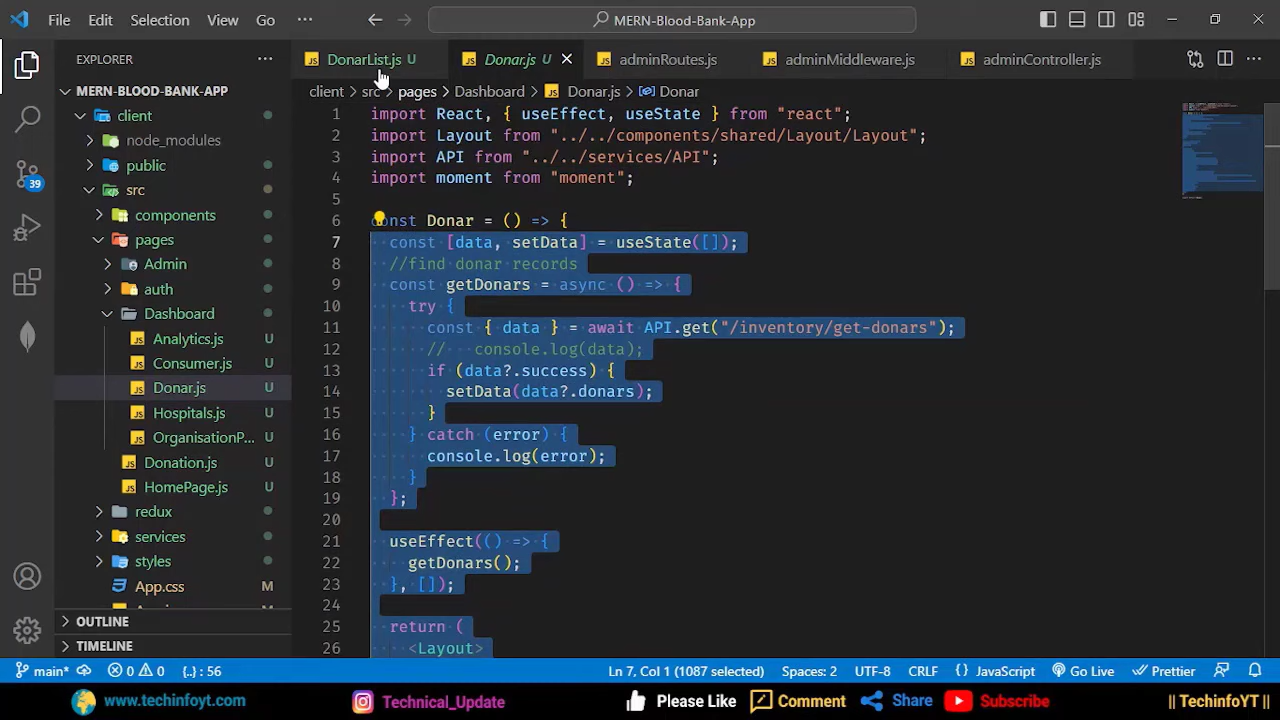 File Edit Selection View Go ··· MERN-Blood-Bank-App
EXPLORER ··· DonarList.js U Donar.js U adminRoutes.js adminMiddleware.js adminController.js ···
MERN-BLOOD-BANK-APP
client > src > pages > Dashboard > Donar.js > Donar
client
node_modules
public
src
components
pages
Admin
auth
Dashboard
Analytics.js U
Consumer.js U
Donar.js U
Hospitals.js U
OrganisationP... U
Donation.js U
HomePage.js U
redux
services
styles
App.css M
OUTLINE
TIMELINE
39
1 import React, { useEffect, useState } from "react";
2 import Layout from "../../components/shared/Layout/Layout";
3 import API from "../../services/API";
4 import moment from "moment";
5
6 const Donar = () => {
7 const [data, setData] = useState([]);
8 //find donar records
9 const getDonars = async () => {
10 try {
11 const { data } = await API.get("/inventory/get-donars");
12 // console.log(data);
13 if (data?.success) {
14 setData(data?.donars);
15 }
16 } catch (error) {
17 console.log(error);
18 }
19 };
20
21 useEffect(() => {
22 getDonars();
23 }, []);
24
25 return (
26 <Layout>
main* 0 0 {..} : 56 Ln 7, Col 1 (1087 selected) Spaces: 2 UTF-8 CRLF {} JavaScript Go Live Prettier
www.techinfoyt.com Technical_Update Please Like Comment Share Subscribe || TechinfoYT ||